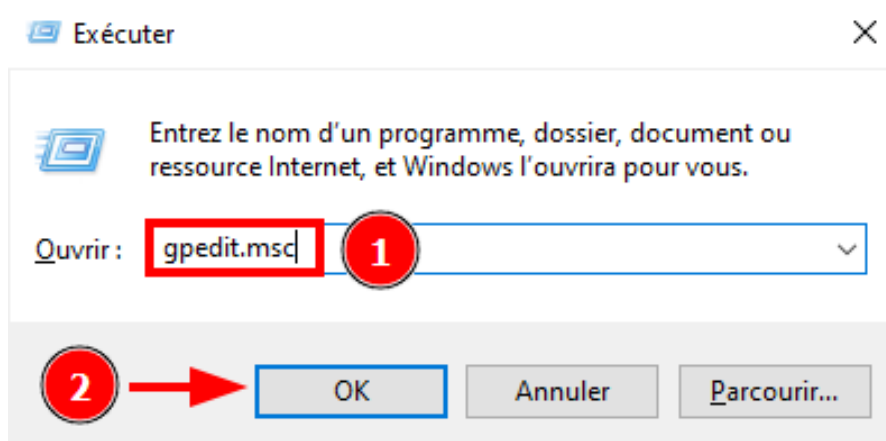 Exécuter
Entrez le nom d'un programme, dossier, document ou
ressource Internet, et Windows l'ouvrira pour vous.
Ouvrir : gpedit.msc 1
2 OK Annuler Parcourir...